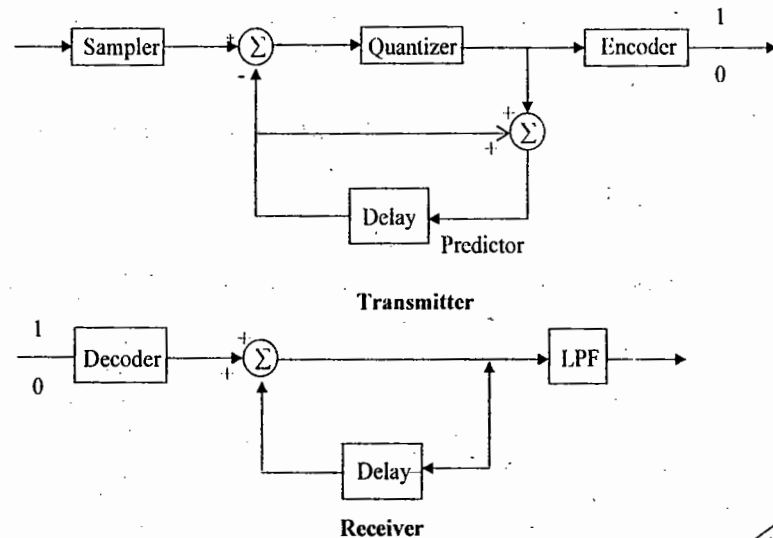 1
Sampler + Σ Quantizer Encoder
- 0
+
Σ
+
Delay
Predictor
Transmitter
1
Decoder + Σ LPF
0 +
Delay
Receiver